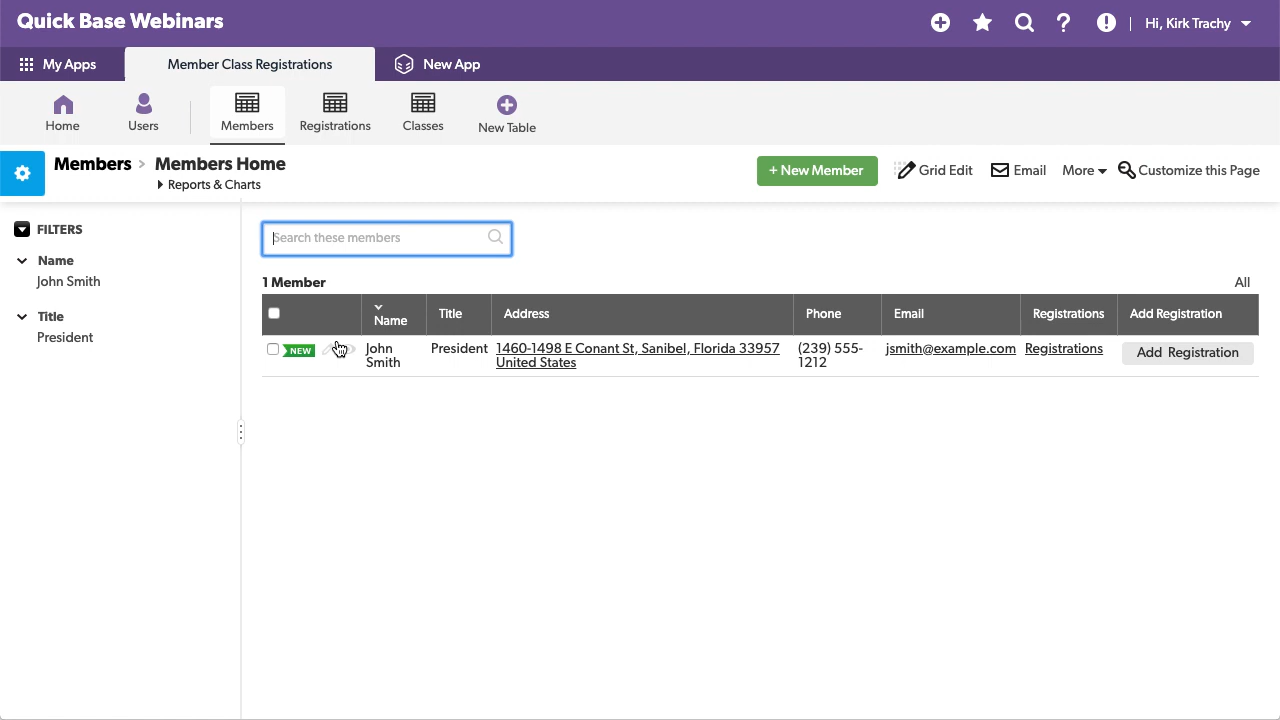 Quick Base Webinars
Hi, Kirk Trachy
My Apps
Member Class Registrations
New App
Home
Users
Members
Registrations
Classes
New Table
Members > Members Home
Reports & Charts
+ New Member
Grid Edit
Email
More
Customize this Page
FILTERS
Name
John Smith
Title
President
Search these members
1 Member
All
Name
Title
Address
Phone
Email
Registrations
Add Registration
NEW
John
Smith
President
1460-1498 E Conant St, Sanibel, Florida 33957
United States
(239) 555-
1212
jsmith@example.com
Registrations
Add Registration